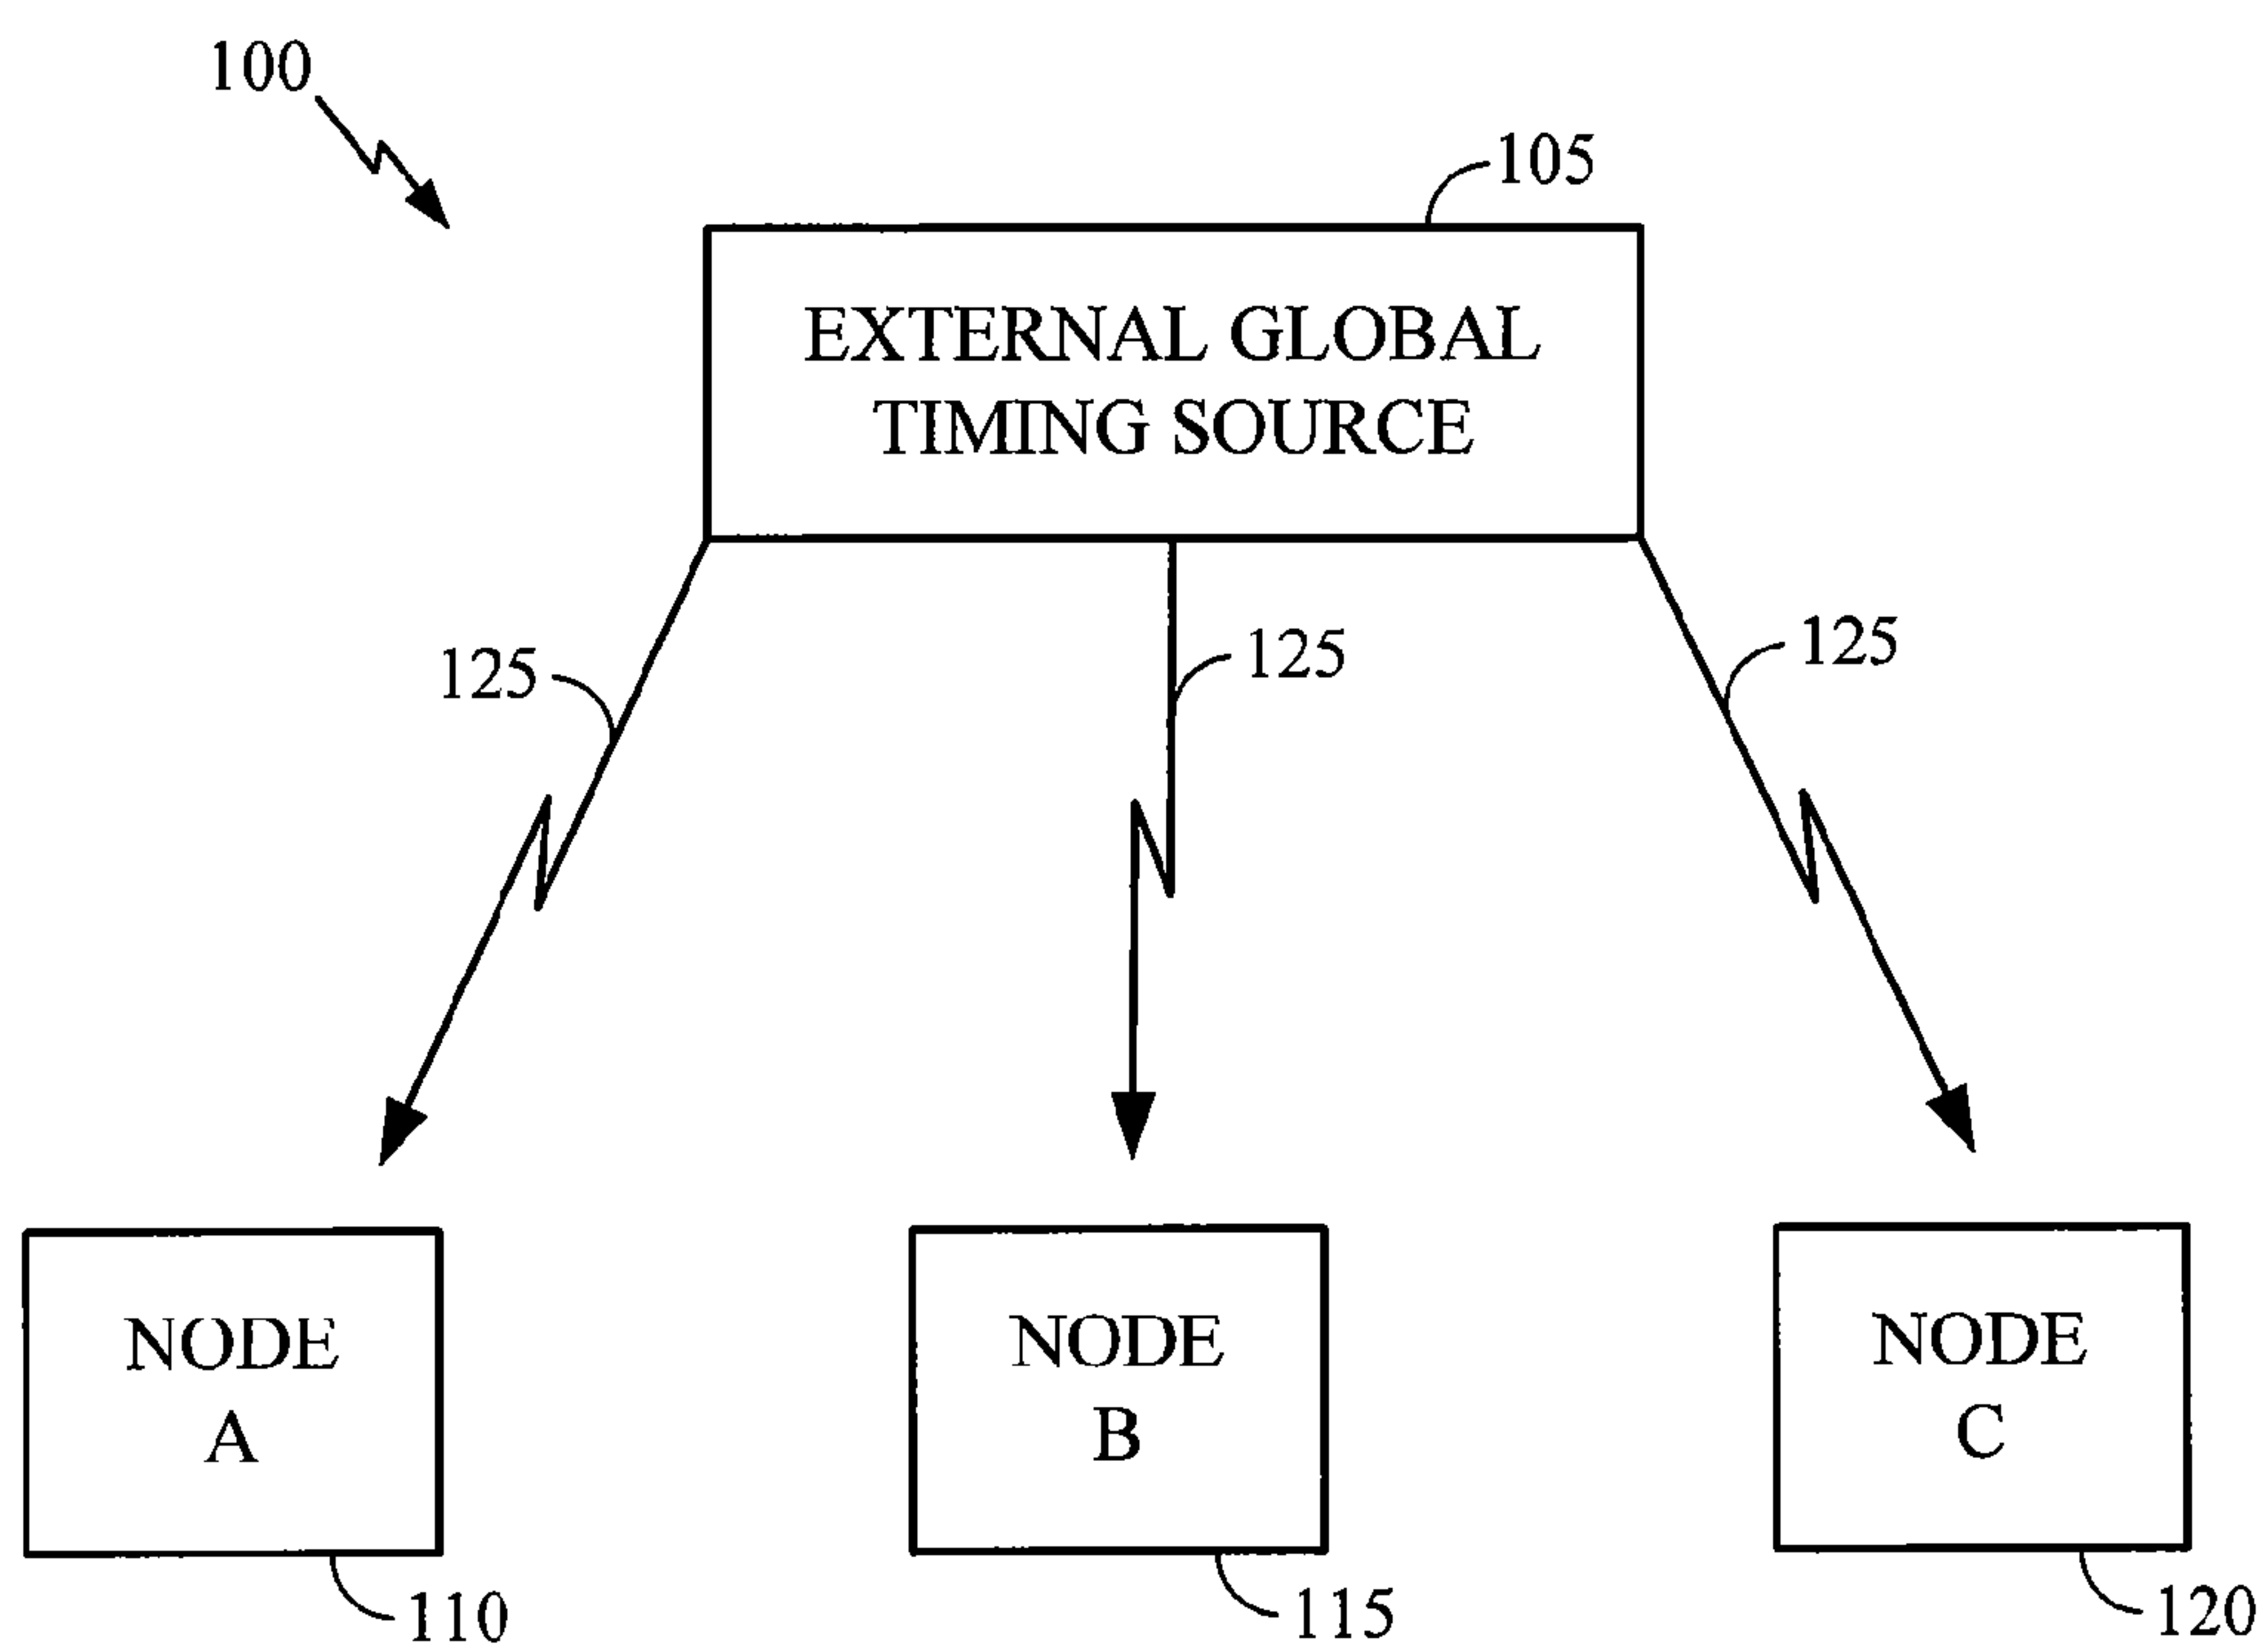 100
105
EXTERNAL GLOBAL
TIMING SOURCE
125
125
125
NODE
A
NODE
B
NODE
C
110
115
120